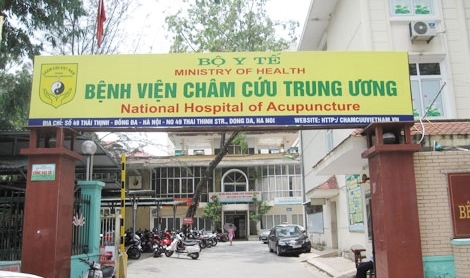 BỘ Y TẾ
MINISTRY OF HEALTH
BỆNH VIỆN CHÂM CỨU TRUNG ƯƠNG
National Hospital of Acupuncture
ĐỊA CHỈ: SỐ 49 THÁI THỊNH - ĐỐNG ĐA - HÀ NỘI - NO 49 THAI THINH STR., DONG DA, HA NOI WEBSITE: HTTP://CHAMCUUVIETNAM.VN